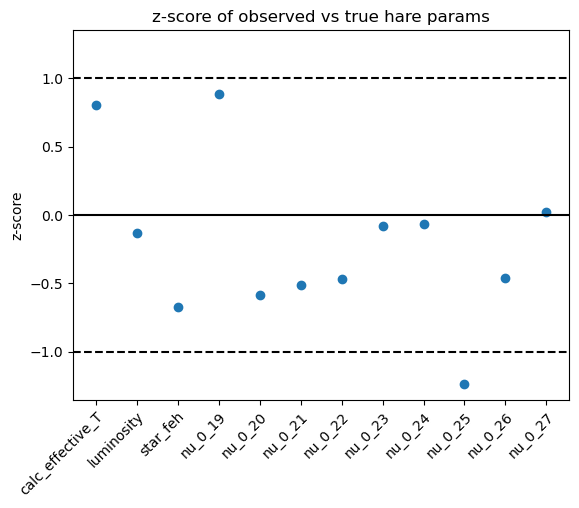 z-score of observed vs true hare params
z-score
1.0
0.5
0.0
−0.5
−1.0
calc_effective_T
luminosity
star_feh
nu_0_19
nu_0_20
nu_0_21
nu_0_22
nu_0_23
nu_0_24
nu_0_25
nu_0_26
nu_0_27